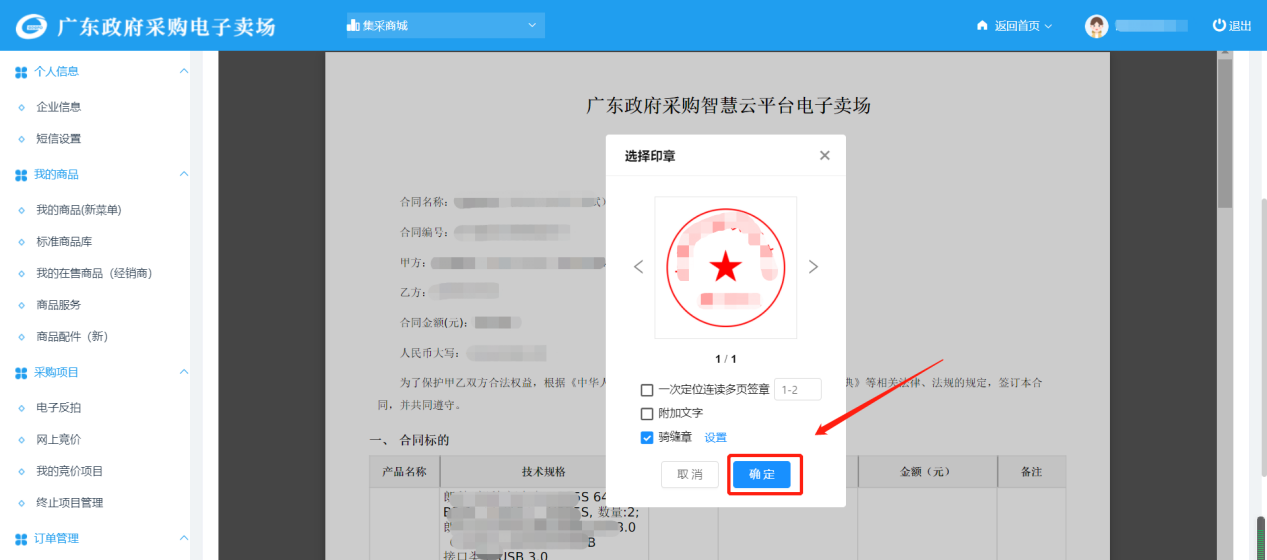 广东政府采购电子卖场
集采商城
返回首页
退出
个人信息
企业信息
短信设置
我的商品
我的商品(新菜单)
标准商品库
我的在售商品（经销商）
商品服务
商品配件（新）
采购项目
电子反拍
网上竞价
我的竞价项目
终止项目管理
订单管理
广东政府采购智慧云平台电子卖场
合同名称：
合同编号：
甲方：
乙方：
合同金额(元)：
人民币大写：
为了保护甲乙双方合法权益，根据《中华人
典》等相关法律、法规的规定，签订本合
同，并共同遵守。
一、 合同标的
产品名称 技术规格 金额（元） 备注
数量:2;
3.0
B
USB 3.0
选择印章
1 / 1
一次定位连读多页签章 1-2
附加文字
骑缝章 设置
取消 确定